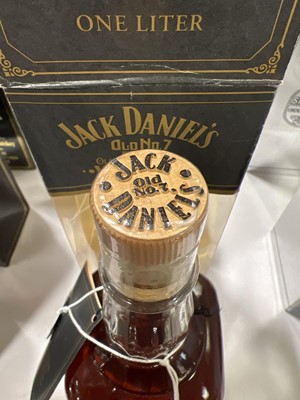 ONE LITER
JACK DANIEL'S
OLD No. 7
JACK
Old
No. 7
DANIEL'S